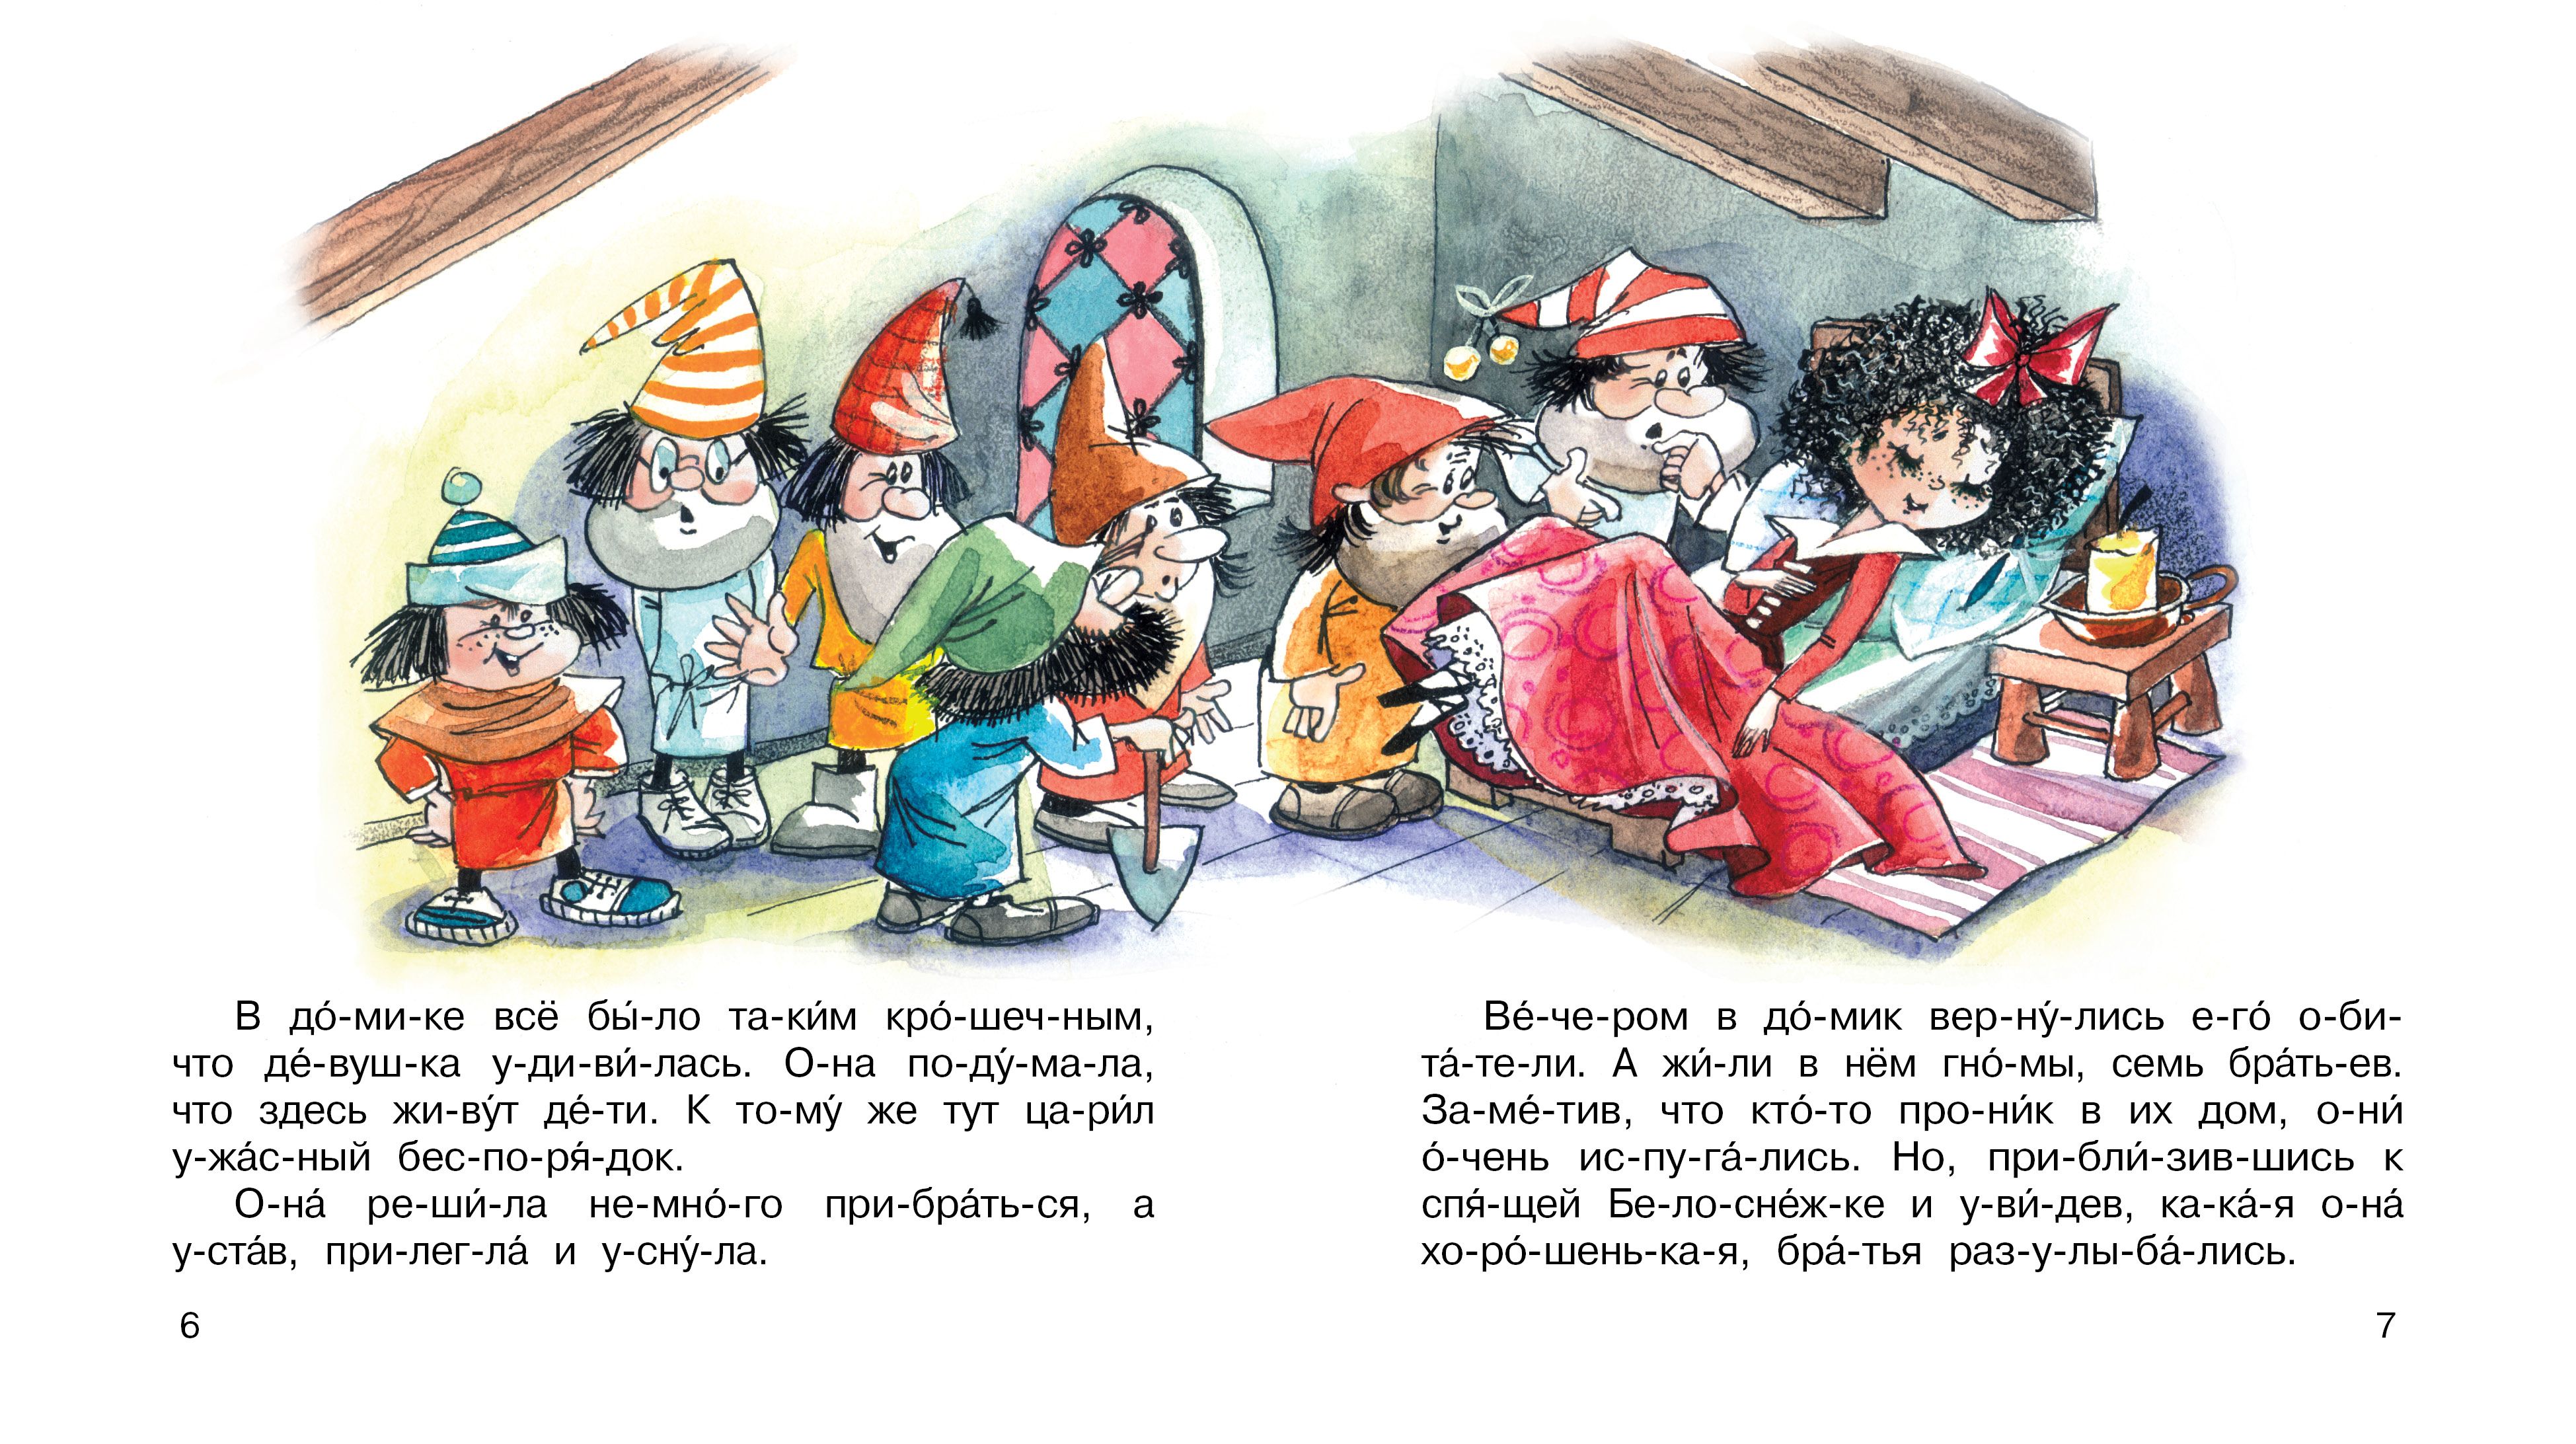 В до́-ми-ке всё бы́-ло та-ки́м кро́-шеч-ным,
что де́-вуш-ка у-ди-ви́-лась. О-на по-ду́-ма-ла,
что здесь жи-ву́т де́-ти. К то-му́ же тут ца-ри́л
у-жа́с-ный бес-по-ря́-док.
О-на́ ре-ши́-ла не-мно́-го при-бра́ть-ся, а
у-ста́в, при-лег-ла́ и у-сну́-ла.
6
Ве́-че-ром в до́-мик вер-ну́-лись е-го́ о-би-
та́-те-ли. А жи́-ли в нём гно́-мы, семь бра́ть-ев.
За-ме́-тив, что кто́-то про-ни́к в их дом, о-ни́
о́-чень ис-пу-га́-лись. Но, при-бли́-зив-шись к
спя́-щей Бе-ло-сне́ж-ке и у-ви́-дев, ка-ка́-я о-на́
хо-ро́-шень-ка-я, бра́-тья раз-у-лы-ба́-лись.
7